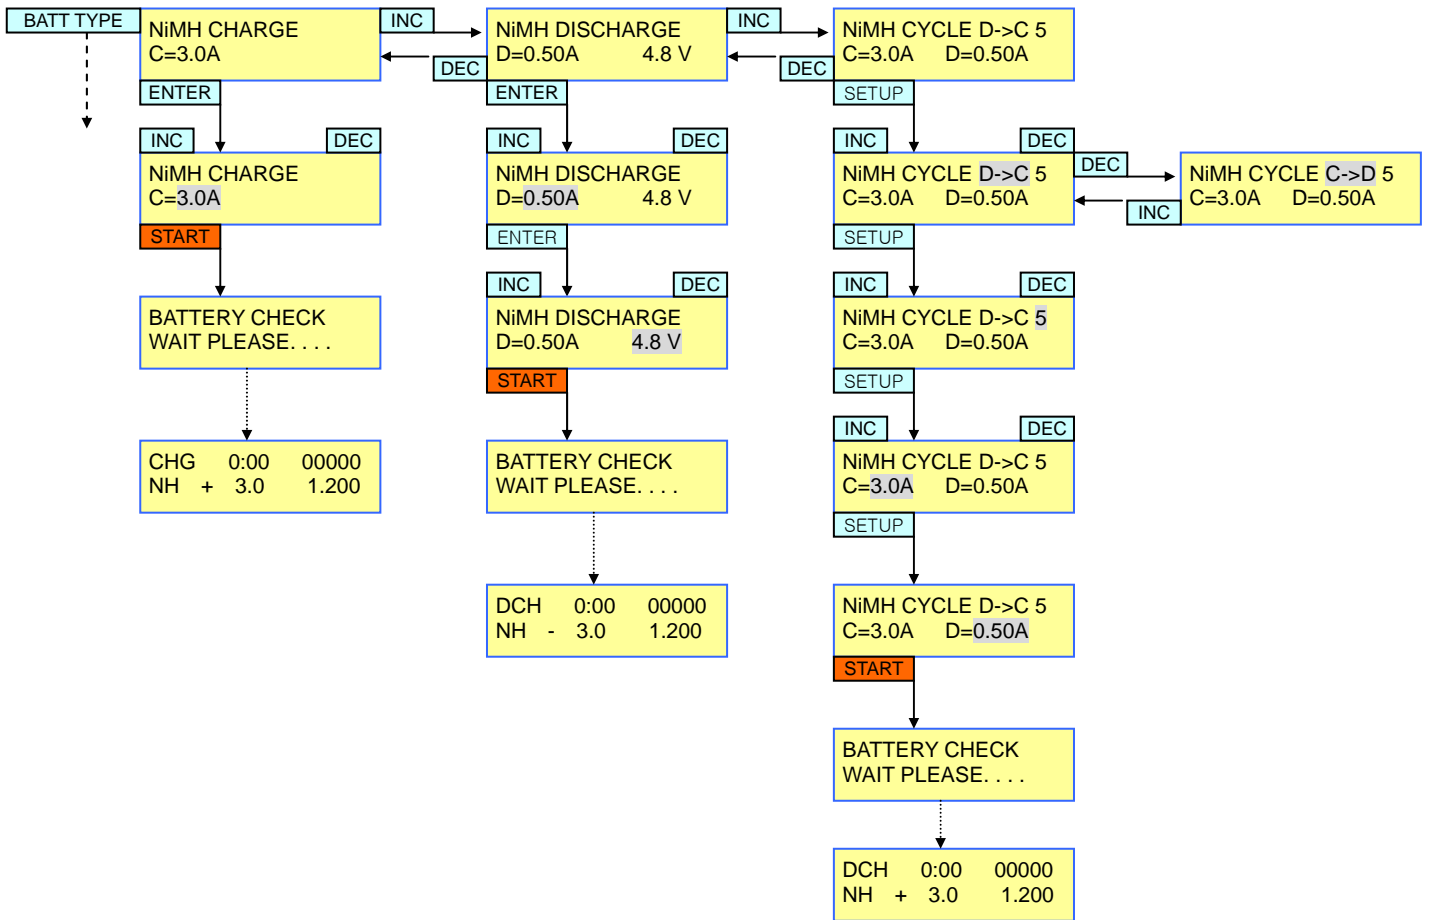 BATT TYPE
NiMH CHARGE
C=3.0A
INC
DEC
NiMH DISCHARGE
D=0.50A 4.8 V
INC
DEC
NiMH CYCLE D->C 5
C=3.0A D=0.50A
ENTER
ENTER
SETUP
INC DEC
NiMH CHARGE
C=3.0A
START
INC DEC
NiMH DISCHARGE
D=0.50A 4.8 V
ENTER
INC DEC
NiMH CYCLE D->C 5
C=3.0A D=0.50A
SETUP
DEC
INC
NiMH CYCLE C->D 5
C=3.0A D=0.50A
BATTERY CHECK
WAIT PLEASE. . . .
INC DEC
NiMH DISCHARGE
D=0.50A 4.8 V
START
INC DEC
NiMH CYCLE D->C 5
C=3.0A D=0.50A
SETUP
CHG 0:00 00000
NH + 3.0 1.200
BATTERY CHECK
WAIT PLEASE. . . .
INC DEC
NiMH CYCLE D->C 5
C=3.0A D=0.50A
SETUP
DCH 0:00 00000
NH - 3.0 1.200
NiMH CYCLE D->C 5
C=3.0A D=0.50A
START
BATTERY CHECK
WAIT PLEASE. . . .
DCH 0:00 00000
NH + 3.0 1.200